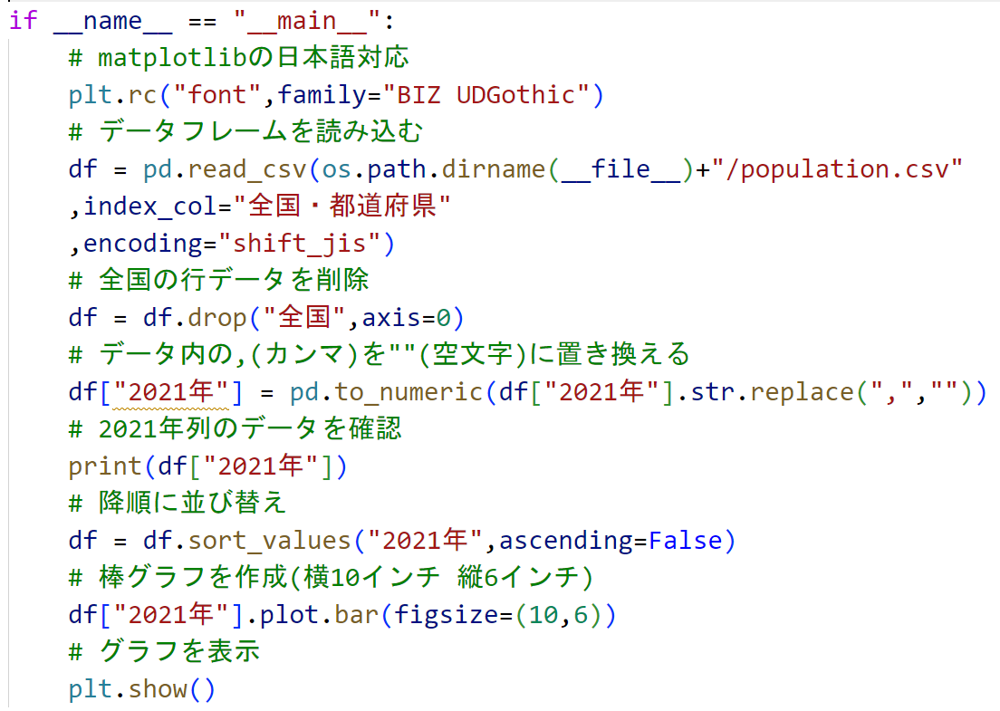 if __name__ == "__main__":
    # matplotlibの日本語対応
    plt.rc("font",family="BIZ UDGothic")
    # データフレームを読み込む
    df = pd.read_csv(os.path.dirname(__file__)+"/population.csv"
    ,index_col="全国・都道府県"
    ,encoding="shift_jis")
    # 全国の行データを削除
    df = df.drop("全国",axis=0)
    # データ内の,(カンマ)を""(空文字)に置き換える
    df["2021年"] = pd.to_numeric(df["2021年"].str.replace(",",""))
    # 2021年列のデータを確認
    print(df["2021年"])
    # 降順に並び替え
    df = df.sort_values("2021年",ascending=False)
    # 棒グラフを作成(横10インチ 縦6インチ)
    df["2021年"].plot.bar(figsize=(10,6))
    # グラフを表示
    plt.show()